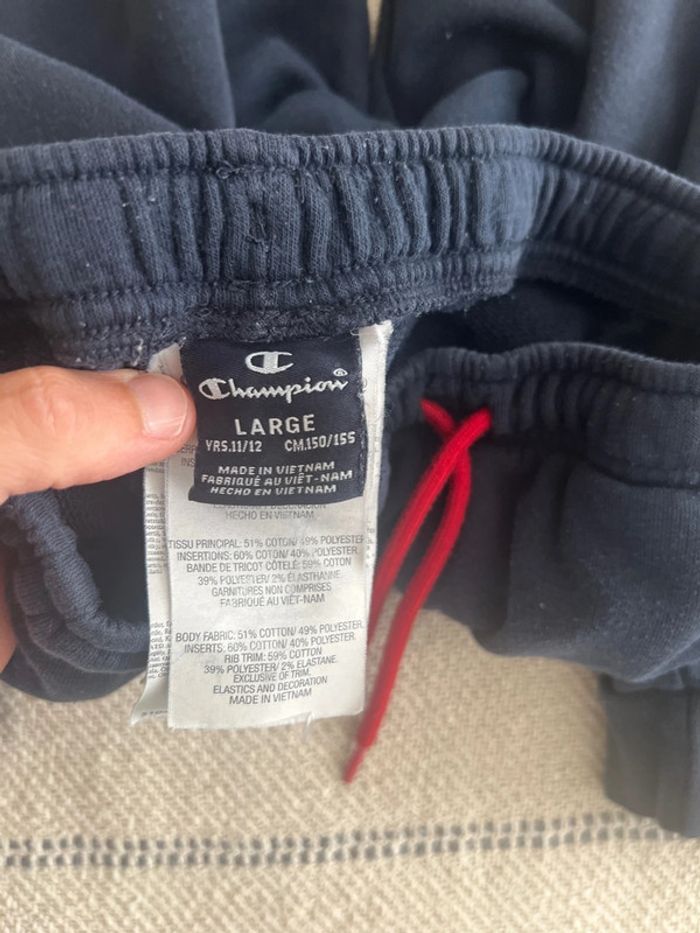 Champion
LARGE
YRS.11/12 CM.150/155
MADE IN VIETNAM
FABRIQUÉ AU VIÊT-NAM
HECHO EN VIETNAM
HECHO EN VIETNAM
TISSU PRINCIPAL: 51% COTON/ 49% POLYESTER
INSERTIONS: 60% COTON/ 40% POLYESTER
BANDE DE TRICOT CÔTELÉ: 59% COTON
39% POLYESTER/ 2% ÉLASTHANNE
GARNITURES NON COMPRISES
FABRIQUÉ AU VIÊT-NAM
BODY FABRIC: 51% COTTON/ 49% POLYESTER
INSERTS: 60% COTTON/ 40% POLYESTER
RIB TRIM: 59% COTTON
39% POLYESTER/ 2% ELASTANE
EXCLUSIVE OF TRIM,
ELASTICS AND DECORATION
MADE IN VIETNAM